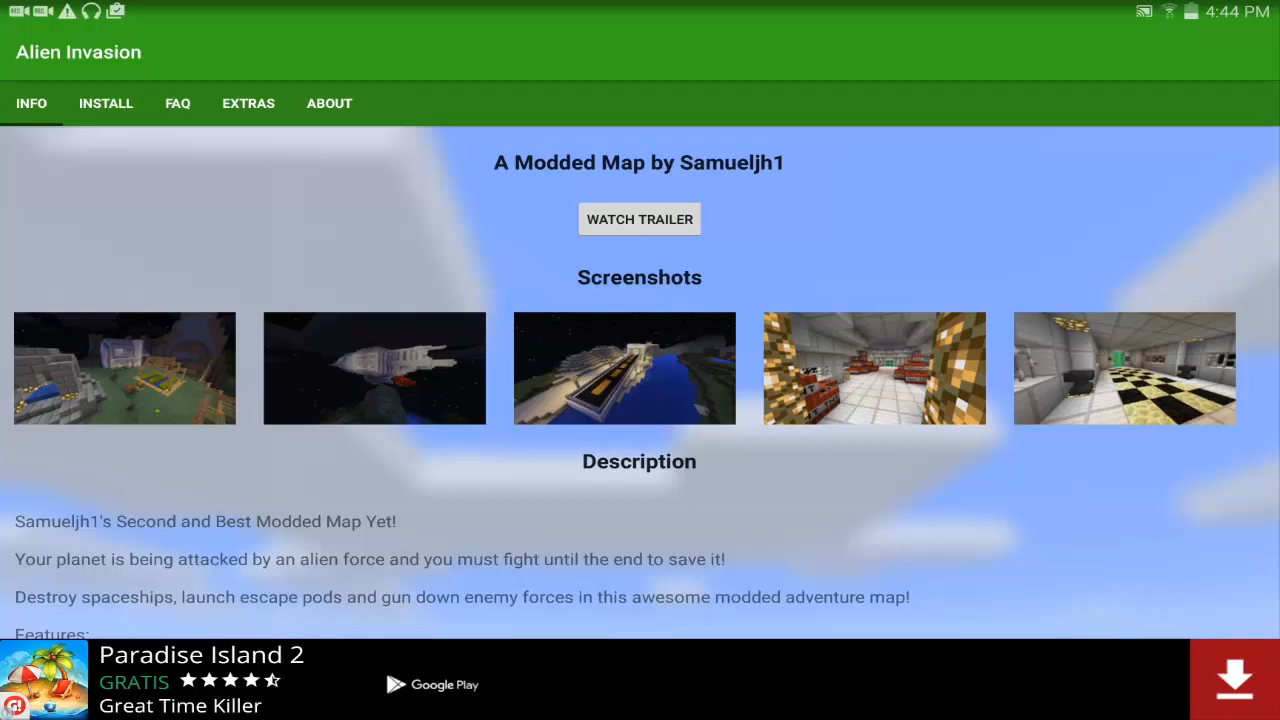 4:44 PM
Alien Invasion
INFO INSTALL FAQ EXTRAS ABOUT
A Modded Map by Samueljh1
WATCH TRAILER
Screenshots
Description
Samueljh1's Second and Best Modded Map Yet!
Your planet is being attacked by an alien force and you must fight until the end to save it!
Destroy spaceships, launch escape pods and gun down enemy forces in this awesome modded adventure map!
Features:
Paradise Island 2
GRATIS
Google Play
Great Time Killer